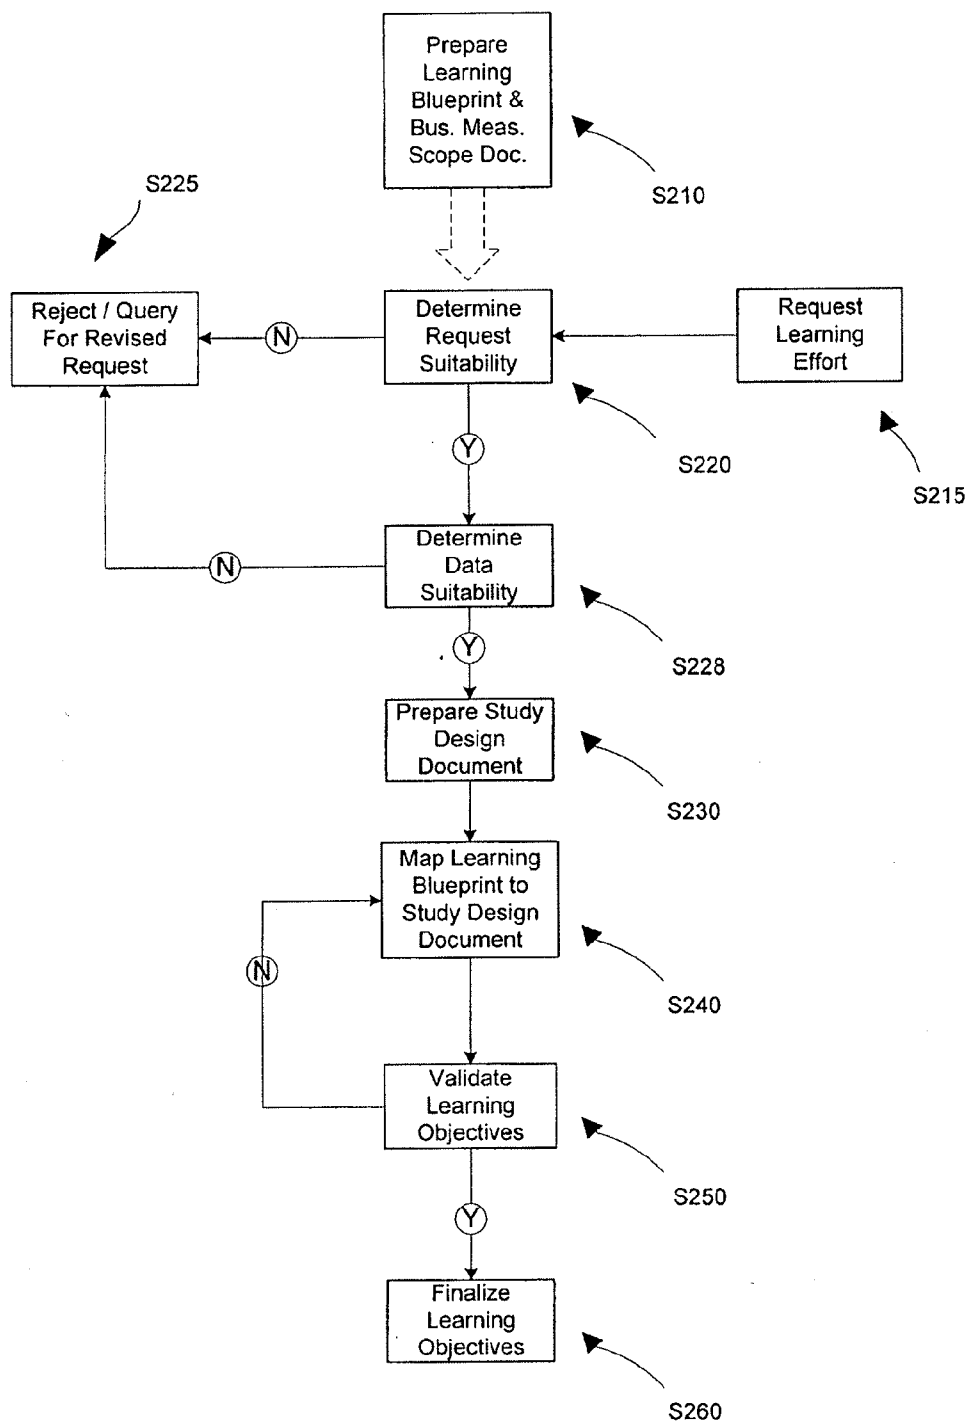 Prepare
Learning
Blueprint &
Bus. Meas.
Scope Doc.
S210
S225
Reject / Query
For Revised
Request
N
Determine
Request
Suitability
Request
Learning
Effort
S220
S215
Y
N
Determine
Data
Suitability
S228
Y
Prepare Study
Design
Document
S230
Map Learning
Blueprint to
Study Design
Document
S240
N
Validate
Learning
Objectives
S250
Y
Finalize
Learning
Objectives
S260